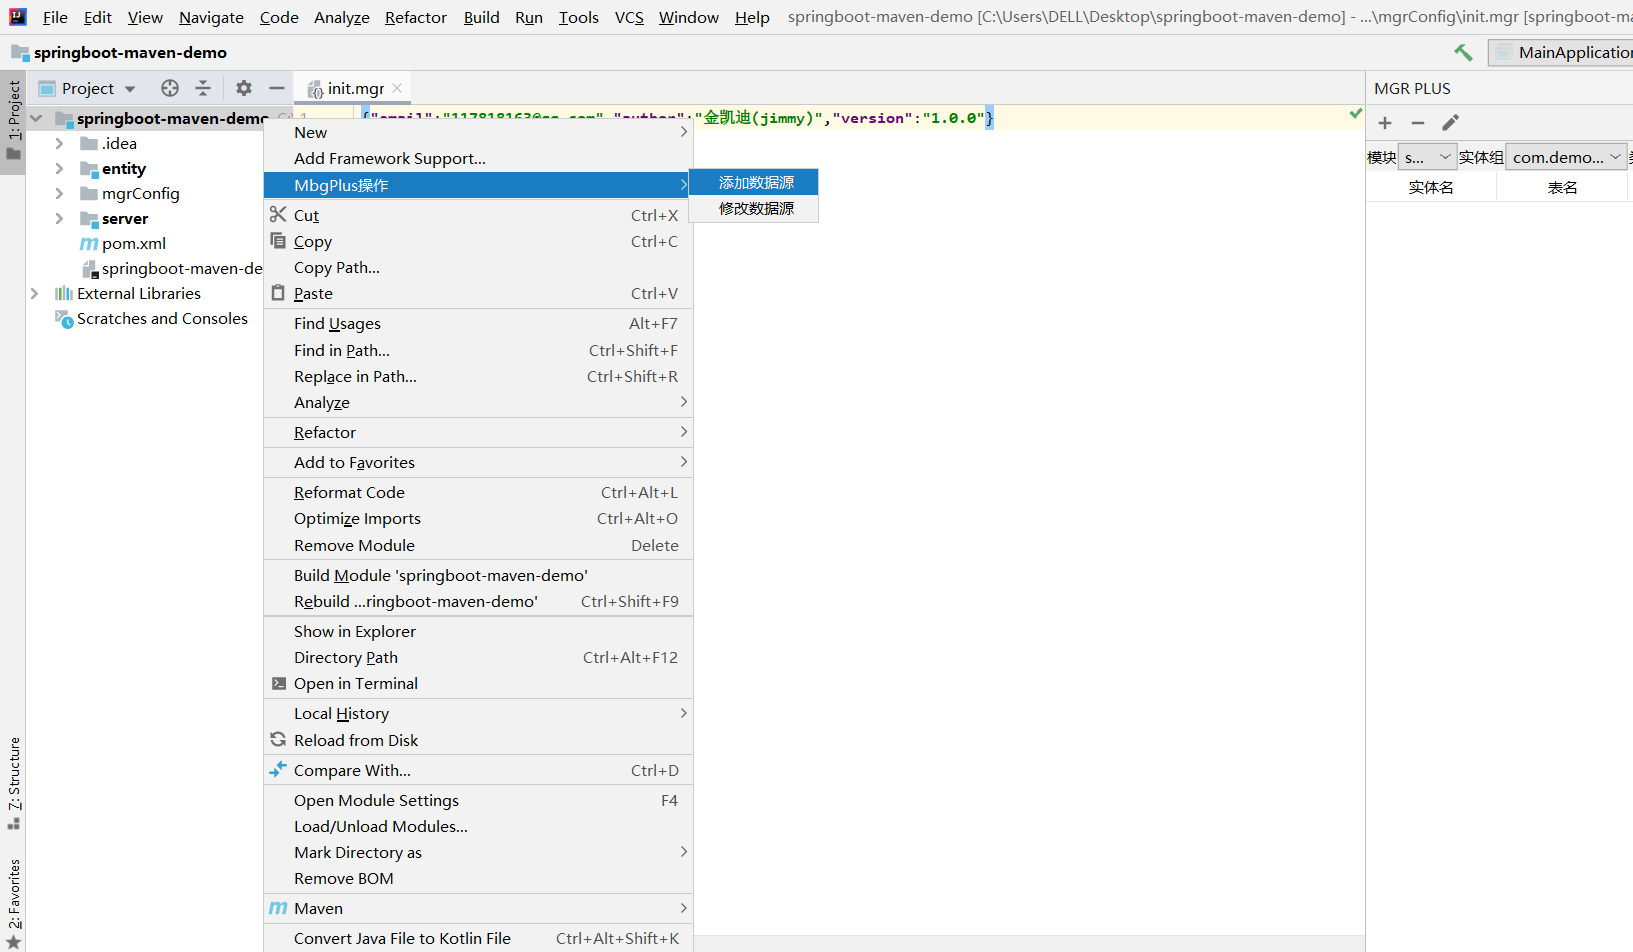 File Edit View Navigate Code Analyze Refactor Build Run Tools VCS Window Help springboot-maven-demo [C:\Users\DELL\Desktop\springboot-maven-demo] - ...\mgrConfig\init.mgr [springboot-ma
springboot-maven-demo
MainApplication
1: Project
Project
init.mgr
MGR PLUS
springboot-maven-demo
1
"author":"金凯迪(jimmy)","version":"1.0.0"}
.idea
entity
mgrConfig
server
pom.xml
springboot-maven-de
External Libraries
Scratches and Consoles
New
Add Framework Support...
MbgPlus操作
添加数据源
修改数据源
Cut Ctrl+X
Copy Ctrl+C
Copy Path...
Paste Ctrl+V
Find Usages Alt+F7
Find in Path... Ctrl+Shift+F
Replace in Path... Ctrl+Shift+R
Analyze
Refactor
Add to Favorites
Reformat Code Ctrl+Alt+L
Optimize Imports Ctrl+Alt+O
Remove Module Delete
Build Module 'springboot-maven-demo'
Rebuild ...ringboot-maven-demo' Ctrl+Shift+F9
Show in Explorer
Directory Path Ctrl+Alt+F12
Open in Terminal
Local History
Reload from Disk
Compare With... Ctrl+D
Open Module Settings F4
Load/Unload Modules...
Mark Directory as
Remove BOM
Maven
Convert Java File to Kotlin File Ctrl+Alt+Shift+K
模块 s... 实体组 com.demo...
实体名 表名
7: Structure
2: Favorites